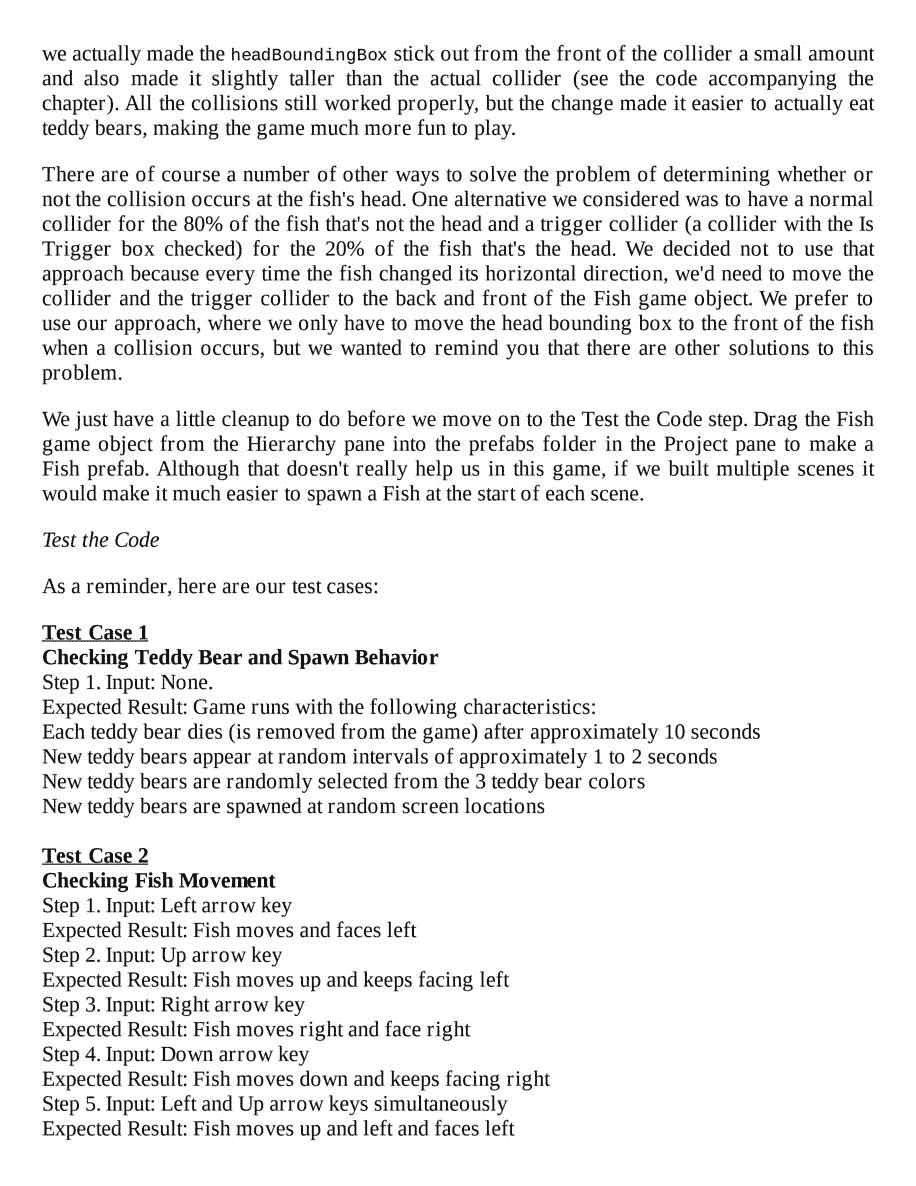 we actually made the headBoundingBox stick out from the front of the collider a small amount
and also made it slightly taller than the actual collider (see the code accompanying the
chapter). All the collisions still worked properly, but the change made it easier to actually eat
teddy bears, making the game much more fun to play.
There are of course a number of other ways to solve the problem of determining whether or
not the collision occurs at the fish's head. One alternative we considered was to have a normal
collider for the 80% of the fish that's not the head and a trigger collider (a collider with the Is
Trigger box checked) for the 20% of the fish that's the head. We decided not to use that
approach because every time the fish changed its horizontal direction, we'd need to move the
collider and the trigger collider to the back and front of the Fish game object. We prefer to
use our approach, where we only have to move the head bounding box to the front of the fish
when a collision occurs, but we wanted to remind you that there are other solutions to this
problem.
We just have a little cleanup to do before we move on to the Test the Code step. Drag the Fish
game object from the Hierarchy pane into the prefabs folder in the Project pane to make a
Fish prefab. Although that doesn't really help us in this game, if we built multiple scenes it
would make it much easier to spawn a Fish at the start of each scene.
Test the Code
As a reminder, here are our test cases:
Test Case 1
Checking Teddy Bear and Spawn Behavior
Step 1. Input: None.
Expected Result: Game runs with the following characteristics:
Each teddy bear dies (is removed from the game) after approximately 10 seconds
New teddy bears appear at random intervals of approximately 1 to 2 seconds
New teddy bears are randomly selected from the 3 teddy bear colors
New teddy bears are spawned at random screen locations
Test Case 2
Checking Fish Movement
Step 1. Input: Left arrow key
Expected Result: Fish moves and faces left
Step 2. Input: Up arrow key
Expected Result: Fish moves up and keeps facing left
Step 3. Input: Right arrow key
Expected Result: Fish moves right and face right
Step 4. Input: Down arrow key
Expected Result: Fish moves down and keeps facing right
Step 5. Input: Left and Up arrow keys simultaneously
Expected Result: Fish moves up and left and faces left